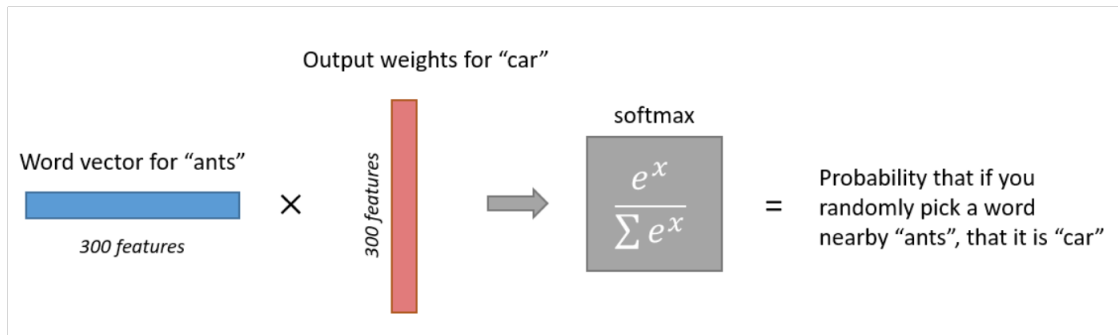 Output weights for “car”
softmax
Word vector for “ants”
300 features
×
300 features
e^x
∑ e^x
=
Probability that if you
randomly pick a word
nearby “ants”, that it is “car”